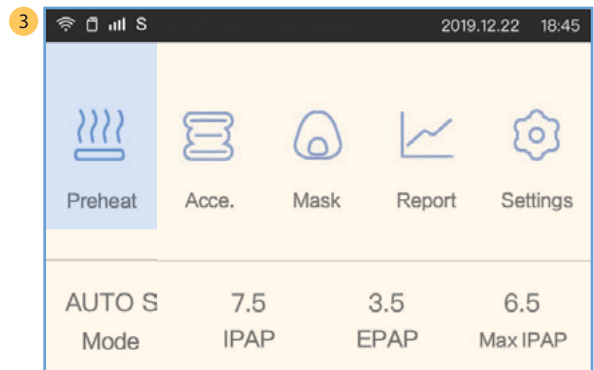 3
S 2019.12.22 18:45
Preheat Acce. Mask Report Settings
AUTO S 7.5 3.5 6.5
Mode IPAP EPAP Max IPAP